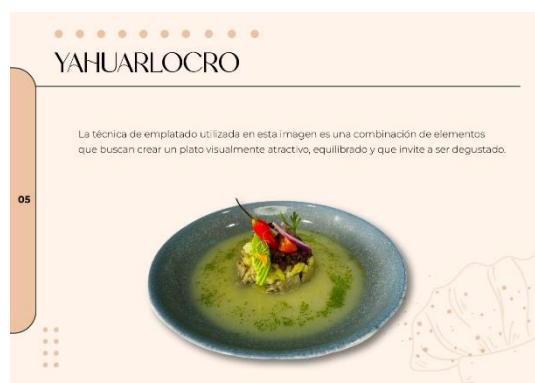 YAHUARLOCRO
La técnica de emplatado utilizada en esta imagen es una combinación de elementos
que buscan crear un plato visualmente atractivo, equilibrado y que invite a ser degustado.
05